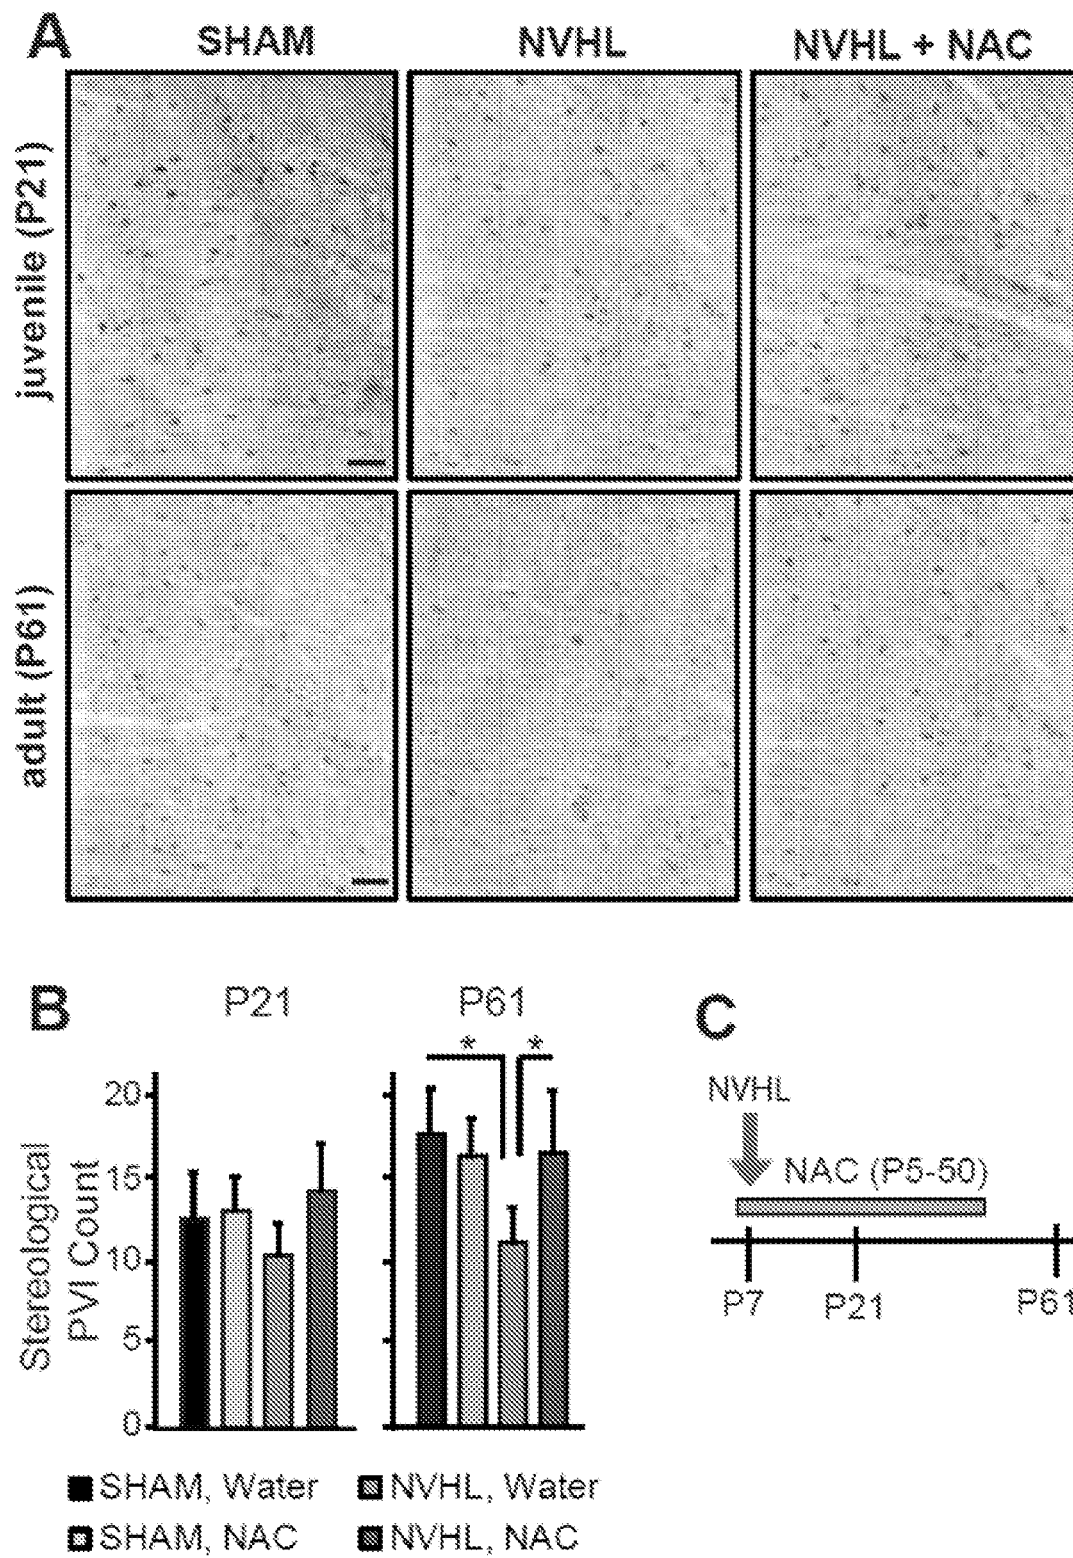 A
SHAM
NVHL
NVHL + NAC
juvenile (P21)
adult (P61)
B
P21
P61
* *
Stereological
PVI Count
20
15
10
5
0
SHAM, Water
NVHL, Water
SHAM, NAC
NVHL, NAC
C
NVHL
NAC (P5-50)
P7
P21
P61